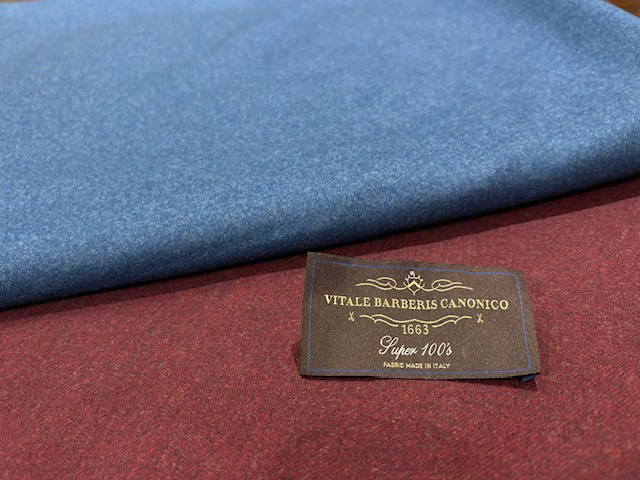 VITALE BARBERIS CANONICO
1663
Super 100's
FABRIC MADE IN ITALY